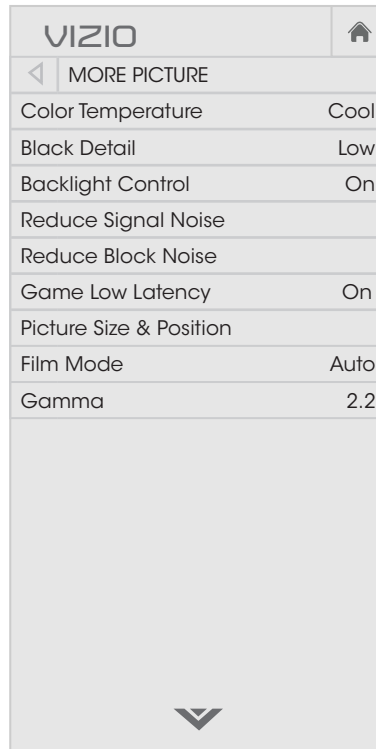 VIZIO
MORE PICTURE
Color Temperature Cool
Black Detail Low
Backlight Control On
Reduce Signal Noise
Reduce Block Noise
Game Low Latency On
Picture Size & Position
Film Mode Auto
Gamma 2.2